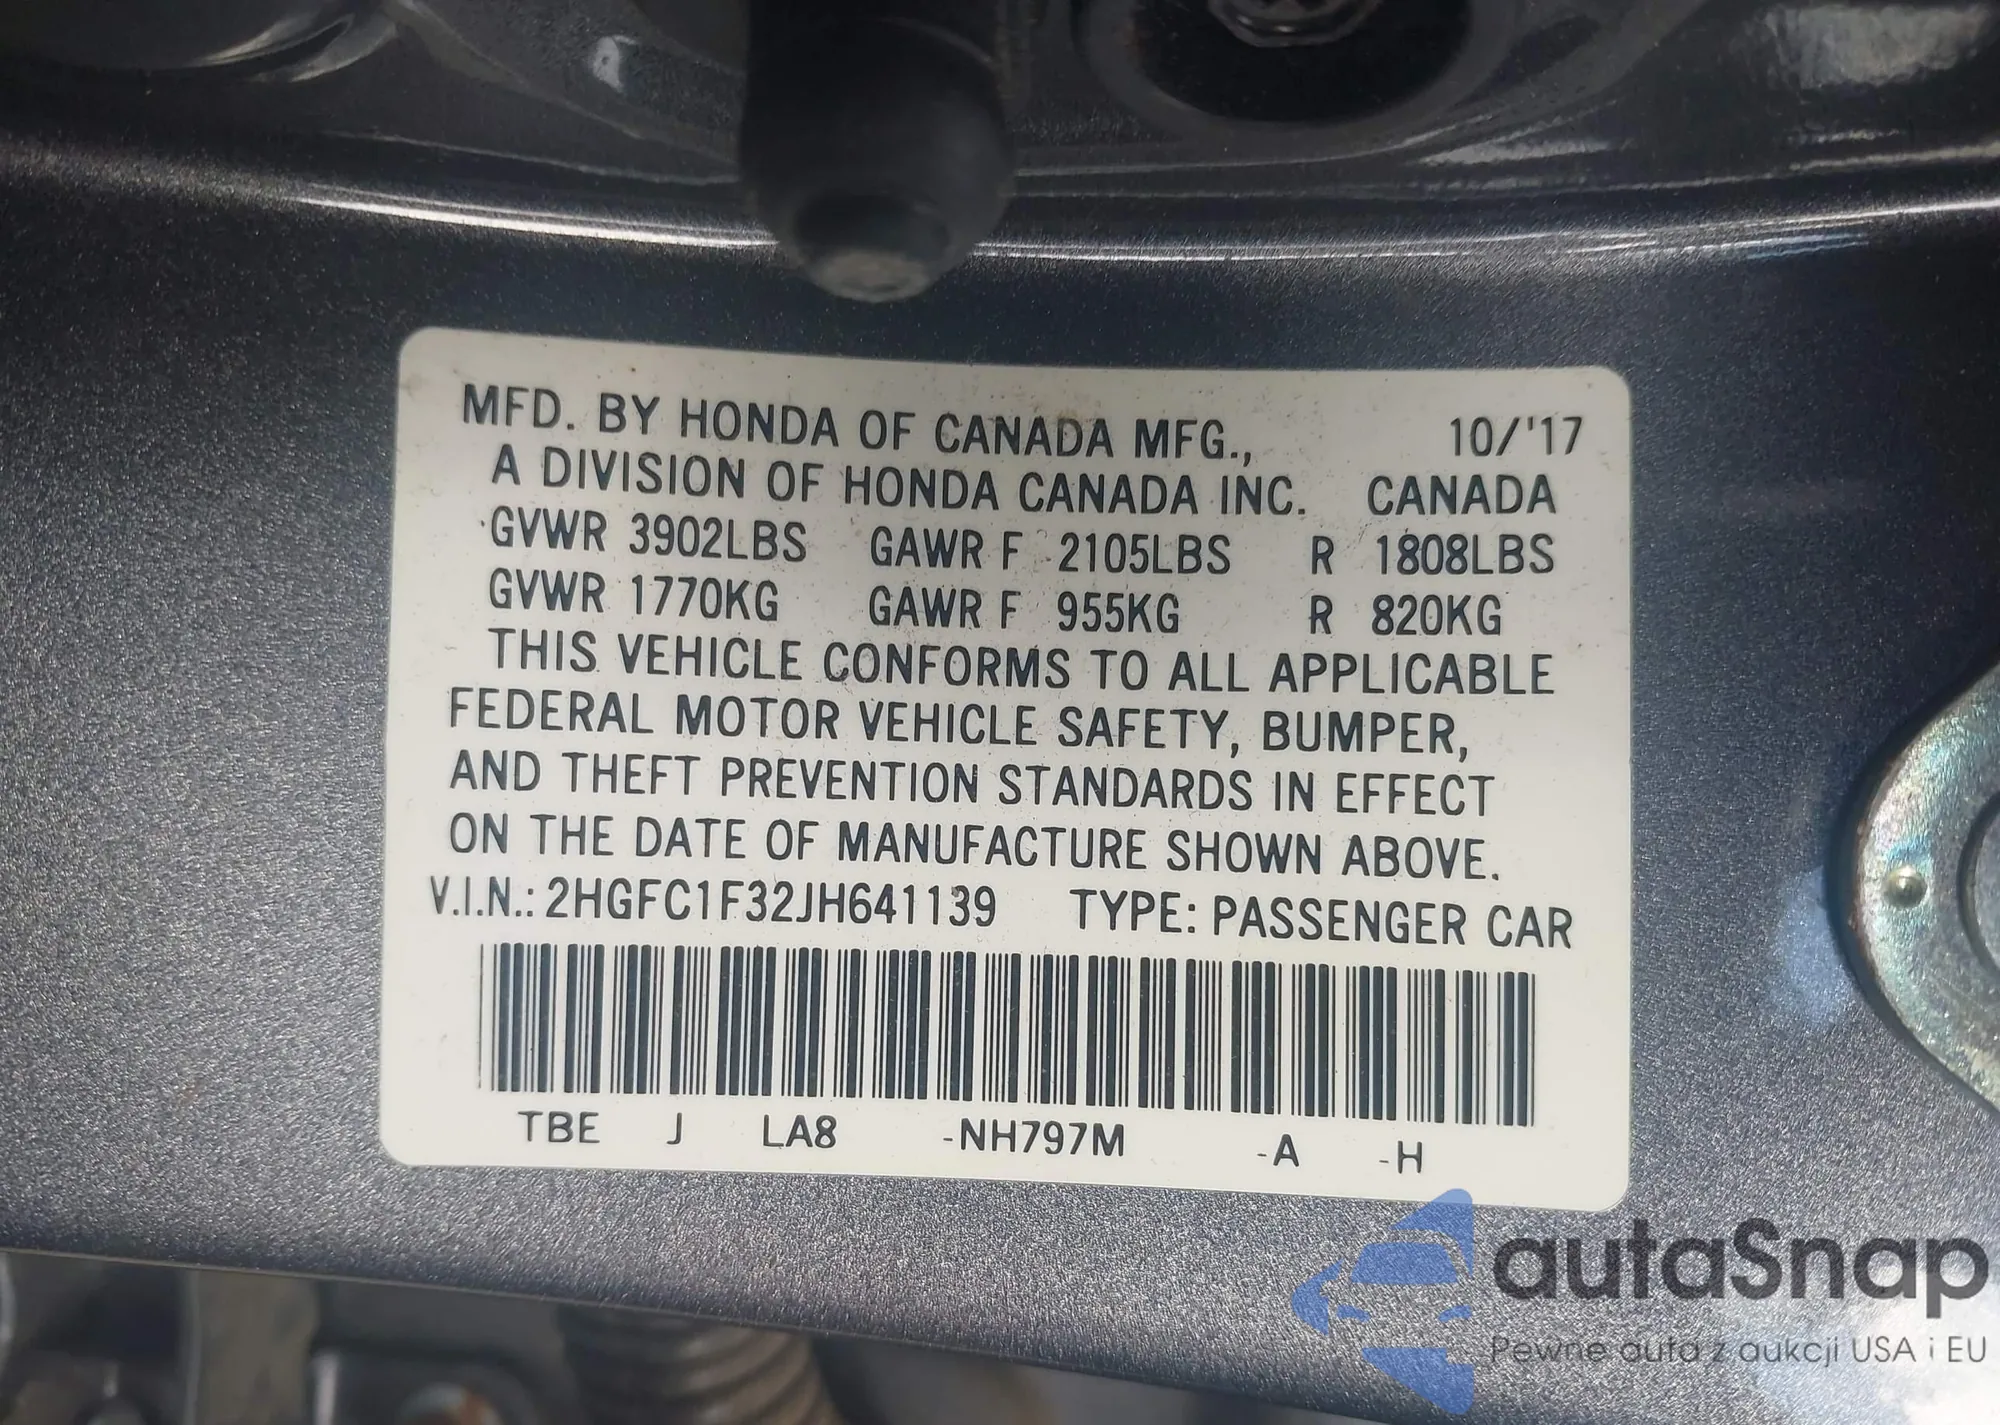 MFD. BY HONDA OF CANADA MFG., 10/'17
A DIVISION OF HONDA CANADA INC. CANADA
GVWR 3902LBS GAWR F 2105LBS R 1808LBS
GVWR 1770KG GAWR F 955KG R 820KG
THIS VEHICLE CONFORMS TO ALL APPLICABLE
FEDERAL MOTOR VEHICLE SAFETY, BUMPER,
AND THEFT PREVENTION STANDARDS IN EFFECT
ON THE DATE OF MANUFACTURE SHOWN ABOVE.
V.I.N.: 2HGFC1F32JH641139 TYPE: PASSENGER CAR
TBE J LA8 -NH797M -A -H
autaSnap
Pewne auta z aukcji USA i EU